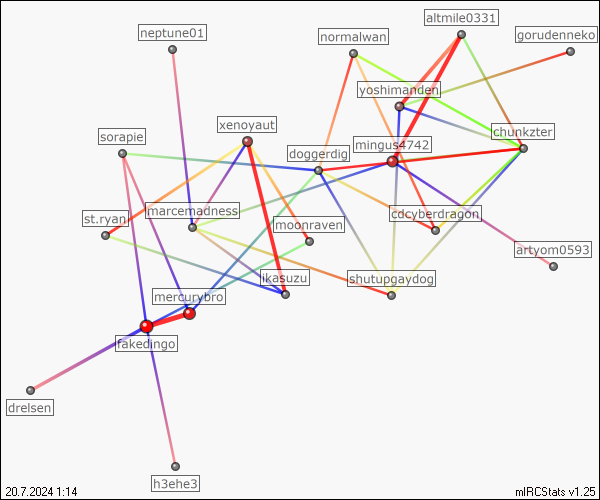 altmile0331
neptune01
normalwan
gorudenneko
yoshimanden
xenoyaut
sorapie
chunkzter
mingus4742
doggerdig
st.ryan
marcemadness
cdcyberdragon
moonraven
artyom0593
ikasuzu
shutupgaydog
mercurybro
fakedingo
drelsen
h3ehe3
20.7.2024 1:14
mIRCStats v1.25